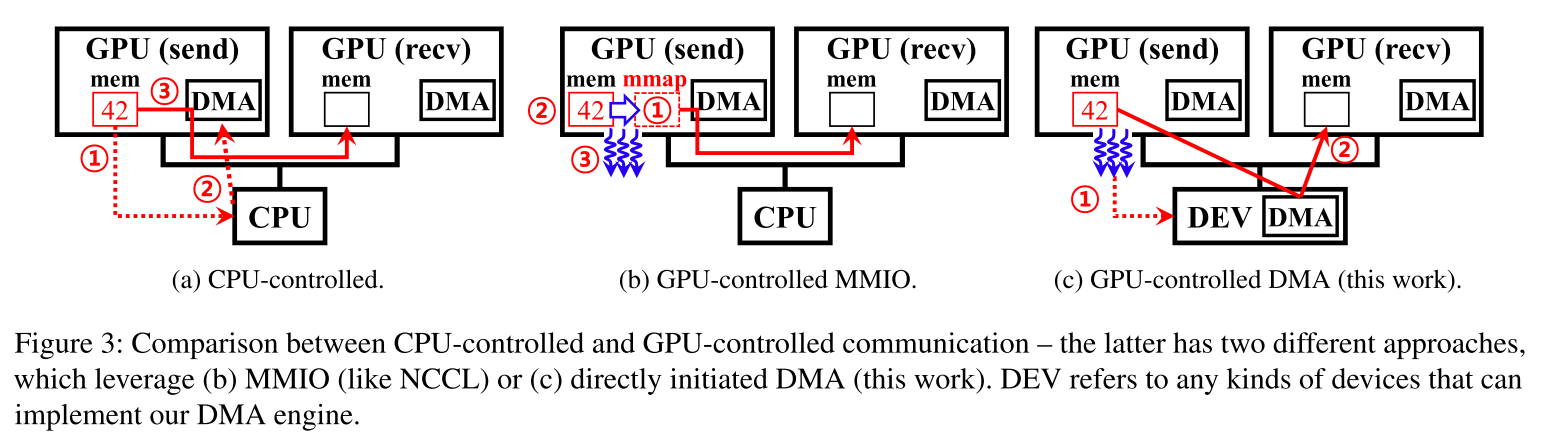 GPU (send)
mem
42
③
DMA
GPU (recv)
mem
DMA
①
②
CPU
(a) CPU-controlled.
GPU (send)
mem mmap
② 42 ① DMA
③
GPU (recv)
mem
DMA
CPU
(b) GPU-controlled MMIO.
GPU (send)
mem
42
DMA
GPU (recv)
mem
DMA
②
①
DEV DMA
(c) GPU-controlled DMA (this work).
Figure 3: Comparison between CPU-controlled and GPU-controlled communication – the latter has two different approaches,
which leverage (b) MMIO (like NCCL) or (c) directly initiated DMA (this work). DEV refers to any kinds of devices that can
implement our DMA engine.